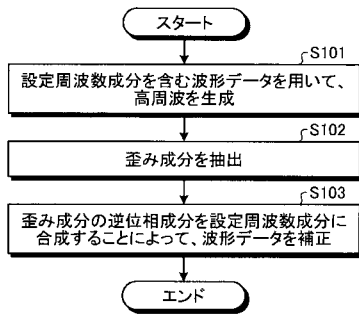 スタート
S101
設定周波数成分を含む波形データを用いて、
高周波を生成
S102
歪み成分を抽出
S103
歪み成分の逆位相成分を設定周波数成分に
合成することによって、波形データを補正
エンド